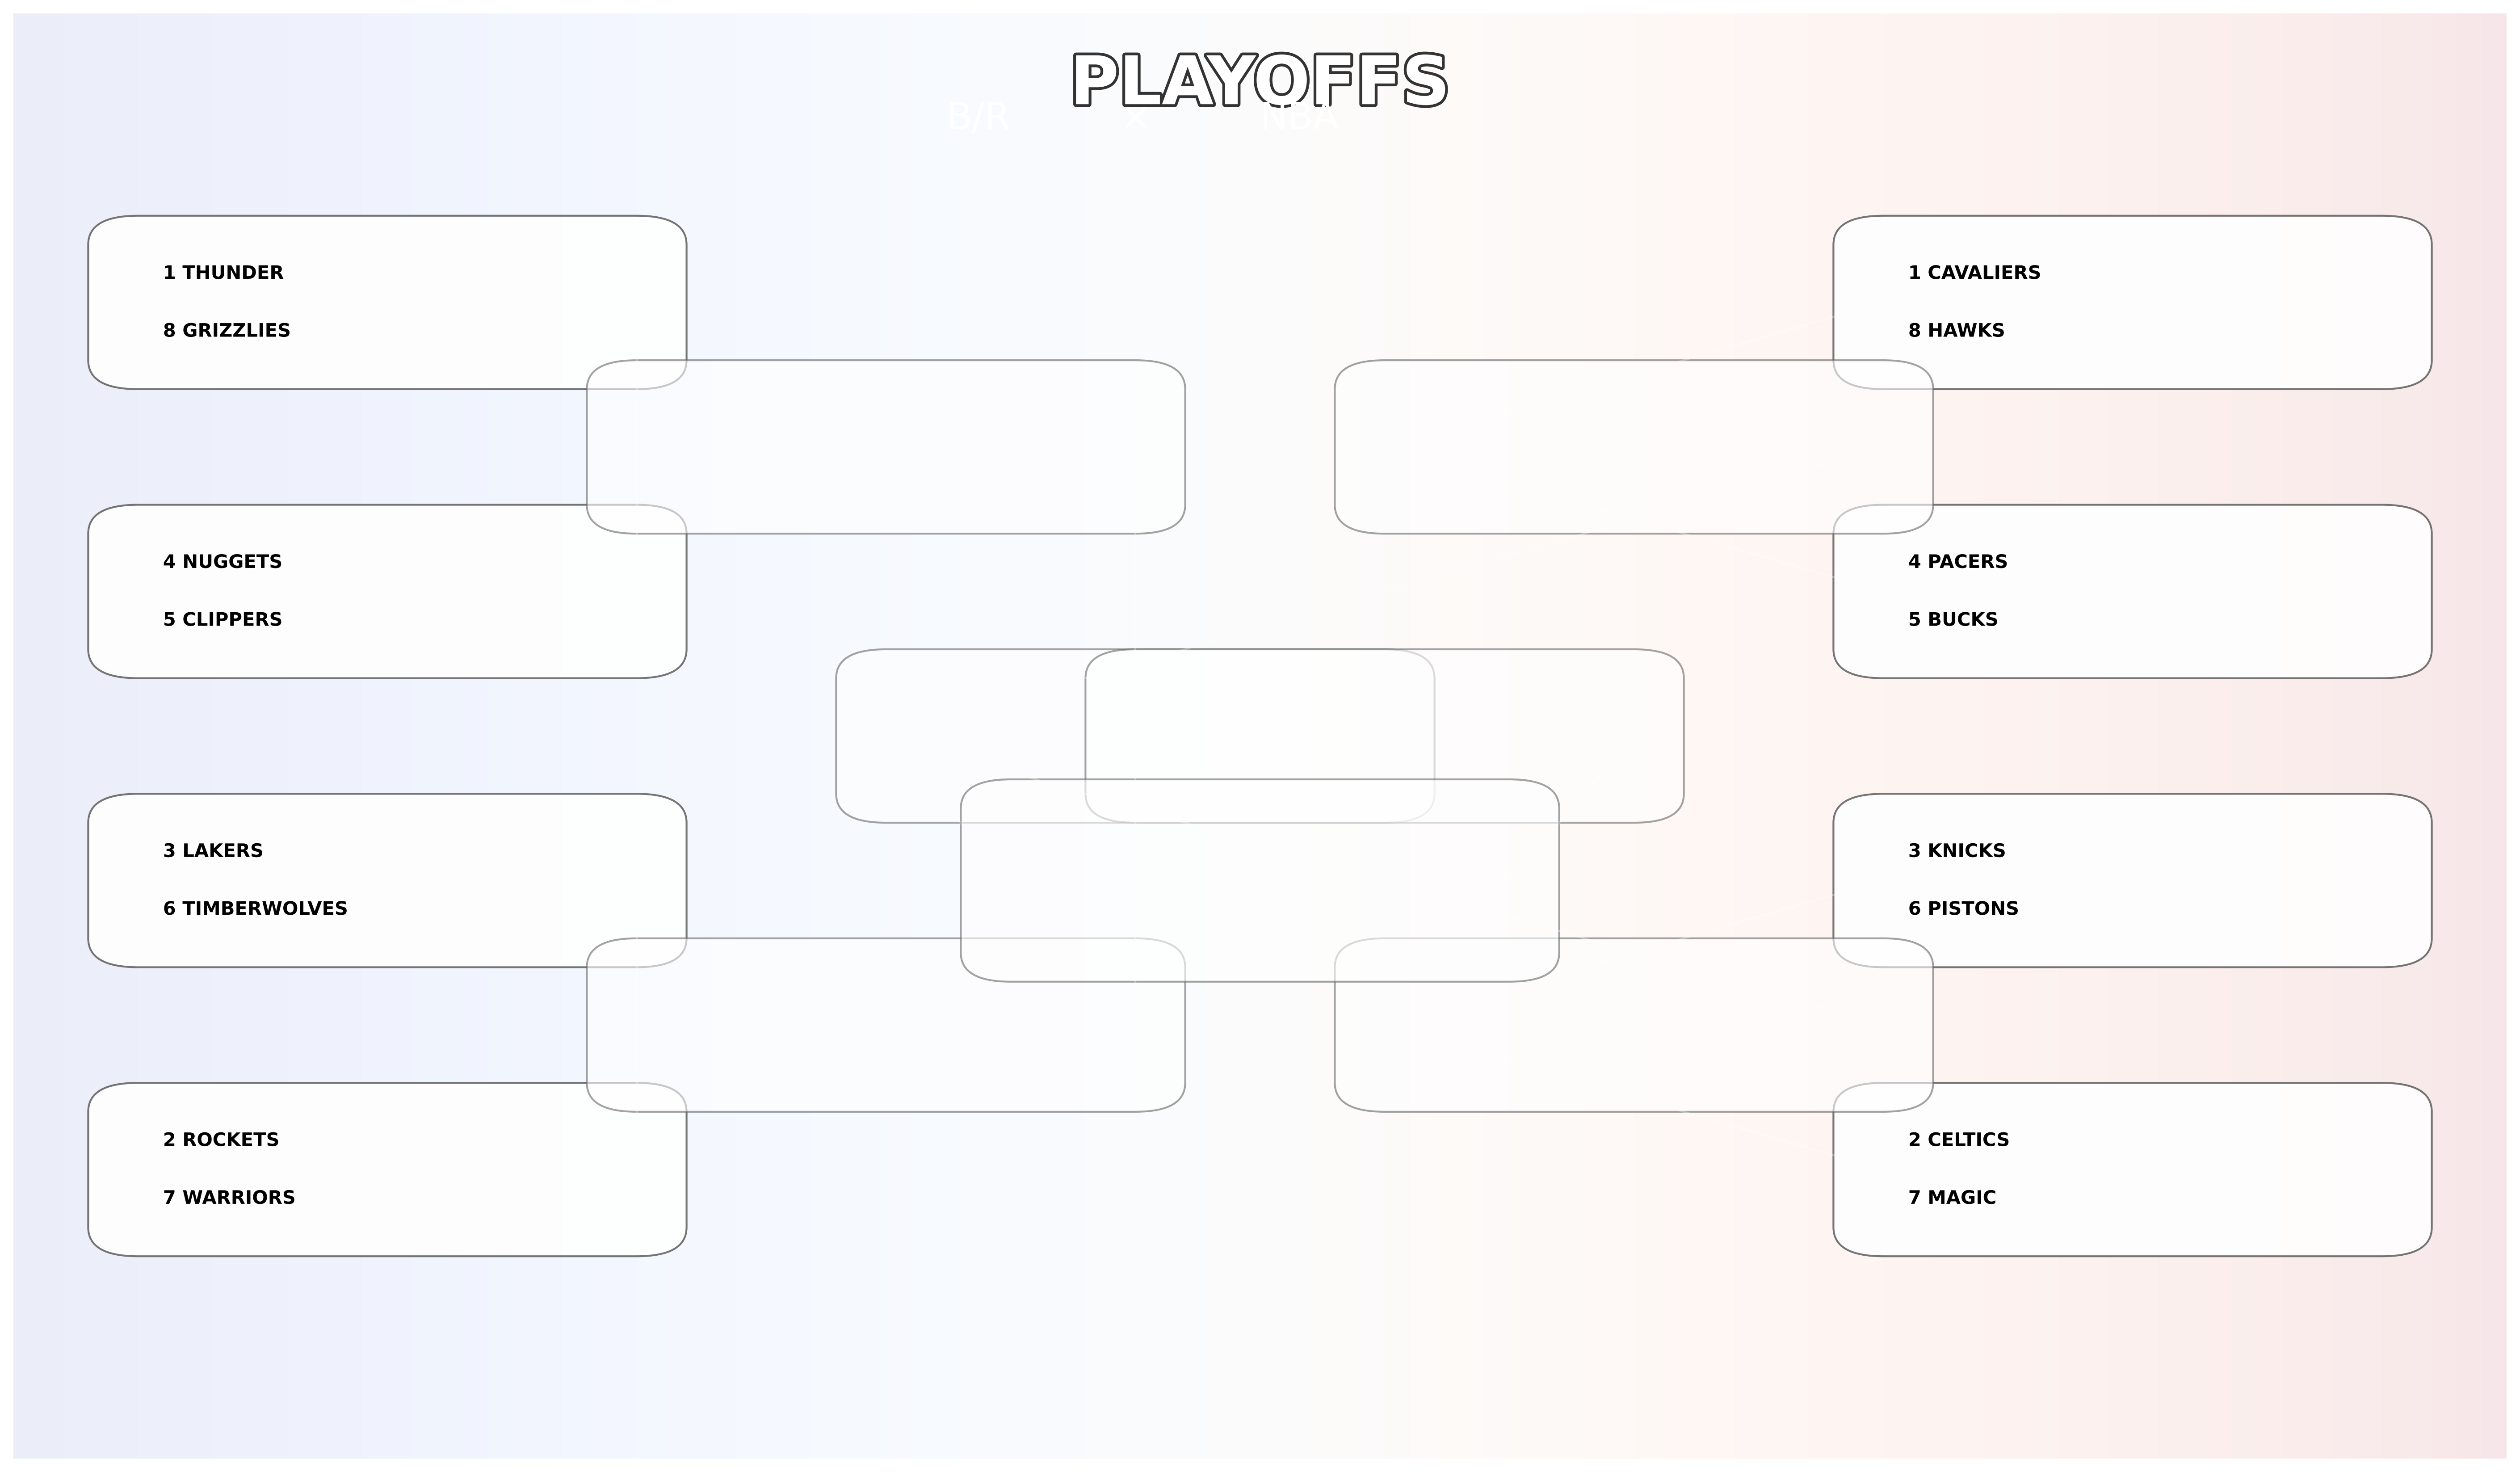 PLAYOFFS
B/R × NBA
1 THUNDER
8 GRIZZLIES
4 NUGGETS
5 CLIPPERS
3 LAKERS
6 TIMBERWOLVES
2 ROCKETS
7 WARRIORS
1 CAVALIERS
8 HAWKS
4 PACERS
5 BUCKS
3 KNICKS
6 PISTONS
2 CELTICS
7 MAGIC